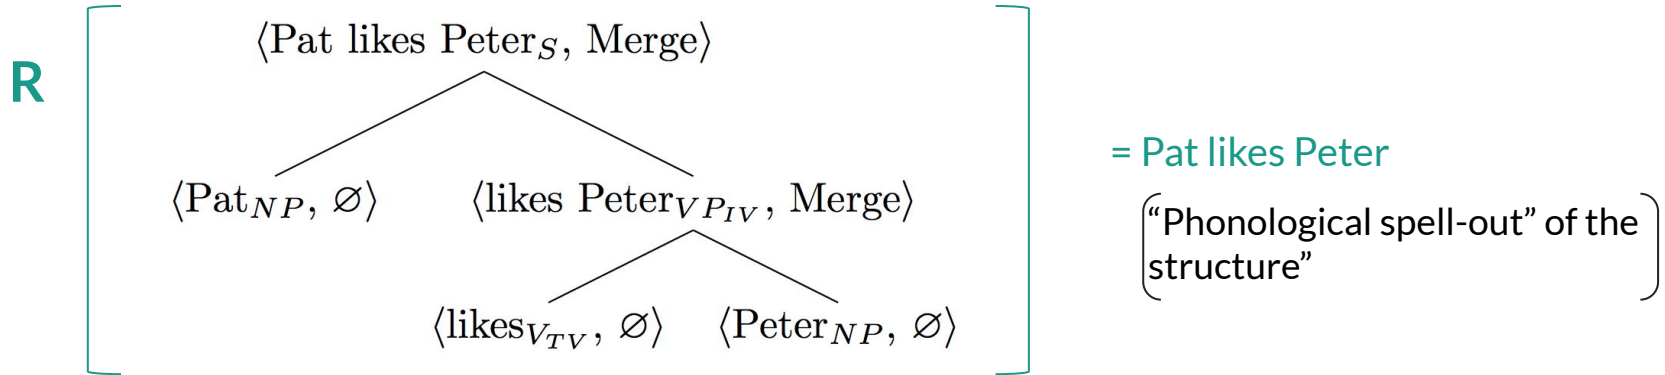 R
⟨Pat likes Peter_S, Merge⟩
⟨Pat_NP, ∅⟩ ⟨likes Peter_VP_IV, Merge⟩
⟨likes_V_TV, ∅⟩ ⟨Peter_NP, ∅⟩
= Pat likes Peter
“Phonological spell-out” of the
structure”